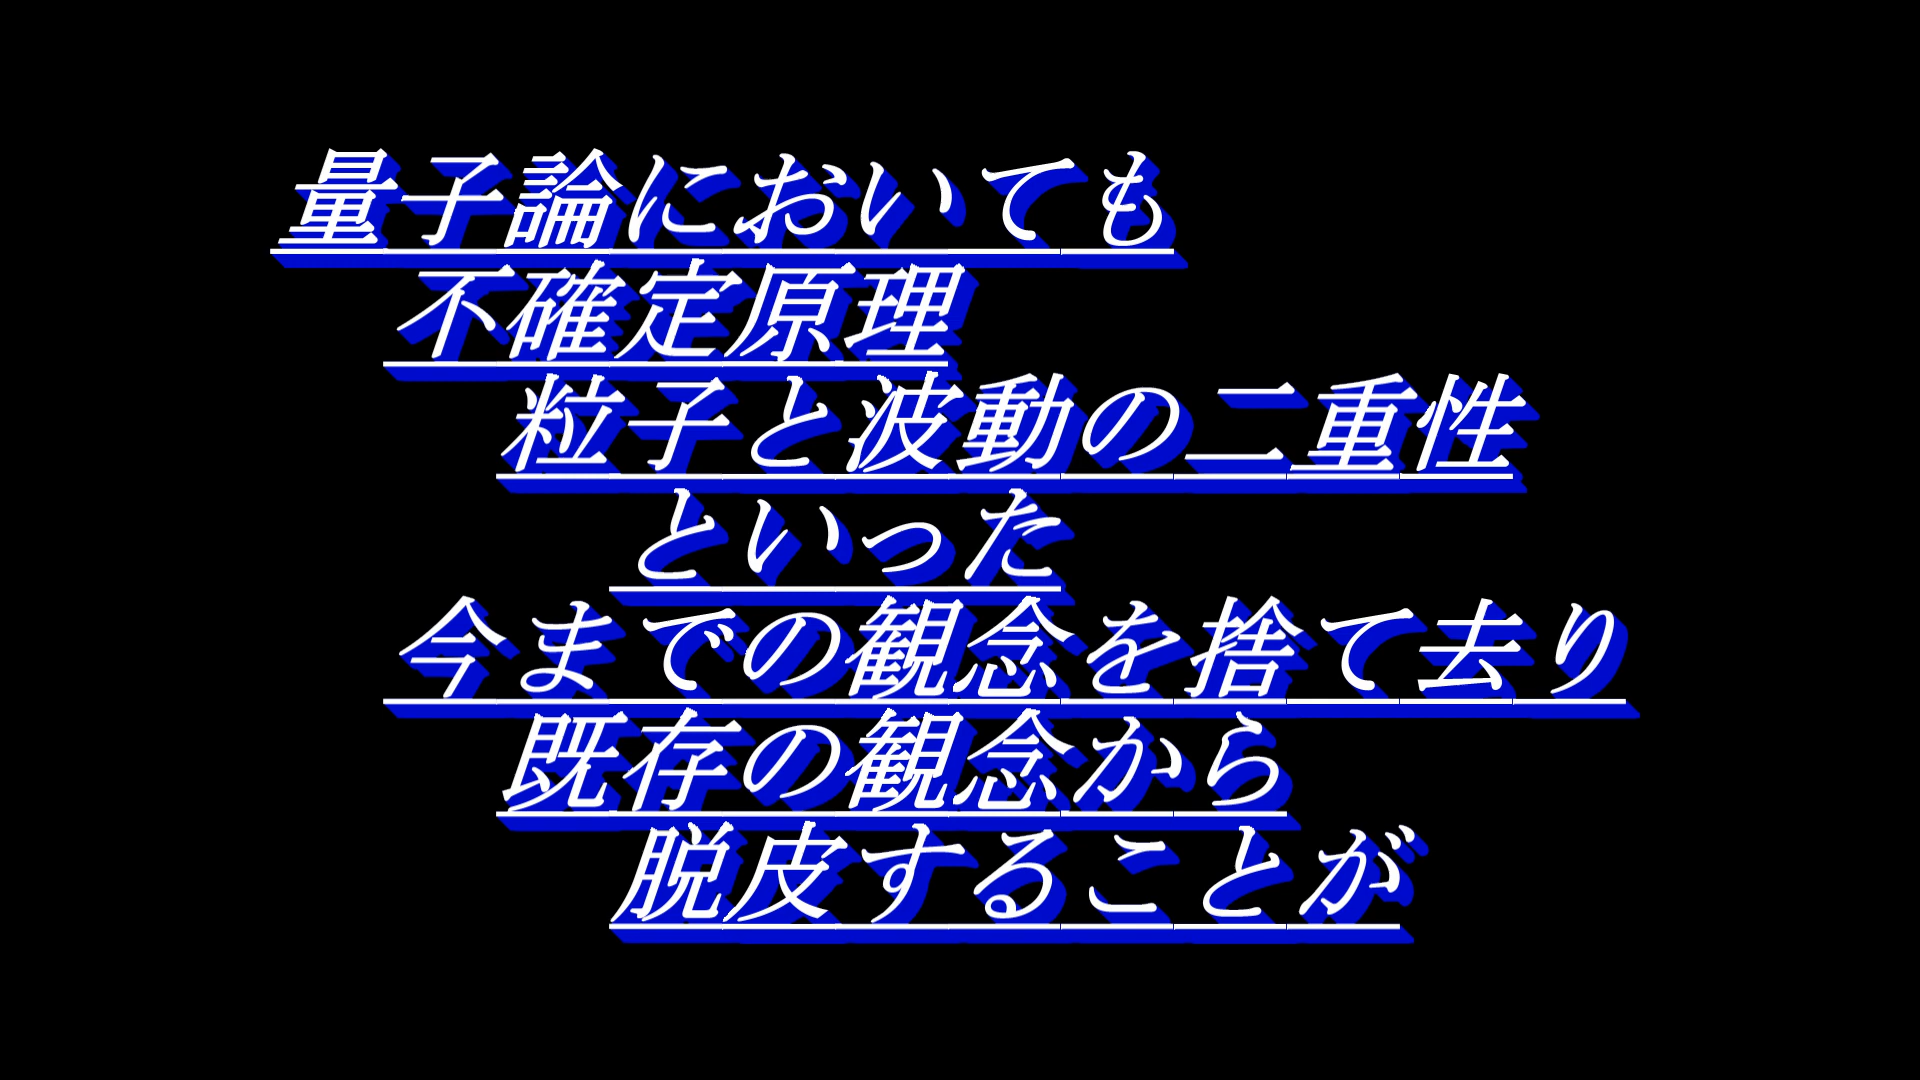 量子論においても
不確定原理
粒子と波動の二重性
といった
今までの観念を捨て去り
既存の観念から
脱皮することが